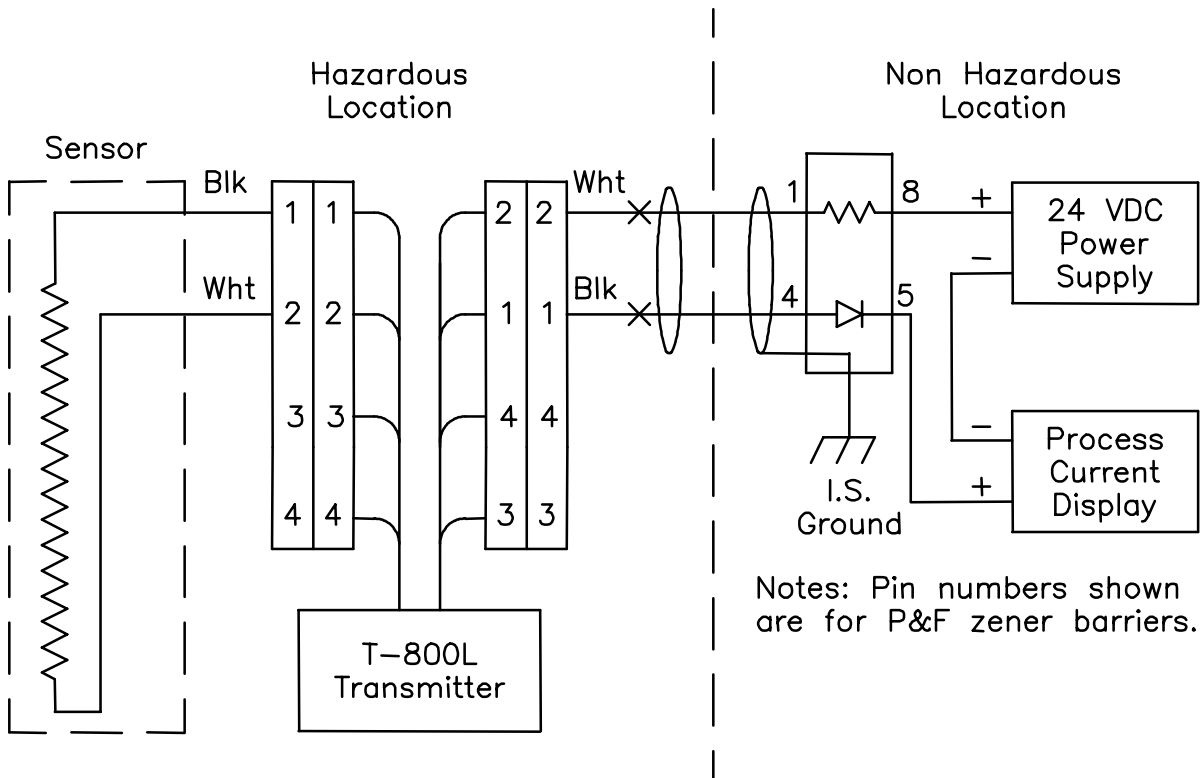 Hazardous
Location
Non Hazardous
Location
Sensor
Blk
Wht
1 1
2 2
3 3
4 4
2 2
1 1
4 4
3 3
Wht
Blk
1
8
4
5
+
24 VDC
Power
Supply
−
−
+
Process
Current
Display
I.S.
Ground
T-800L
Transmitter
Notes: Pin numbers shown
are for P&F zener barriers.